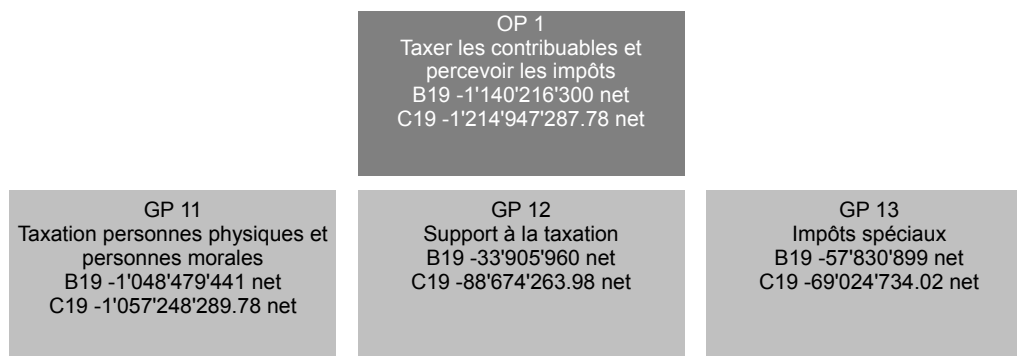 OP 1
Taxer les contribuables et
percevoir les impôts
B19 -1'140'216'300 net
C19 -1'214'947'287.78 net
GP 11
Taxation personnes physiques et
personnes morales
B19 -1'048'479'441 net
C19 -1'057'248'289.78 net
GP 12
Support à la taxation
B19 -33'905'960 net
C19 -88'674'263.98 net
GP 13
Impôts spéciaux
B19 -57'830'899 net
C19 -69'024'734.02 net